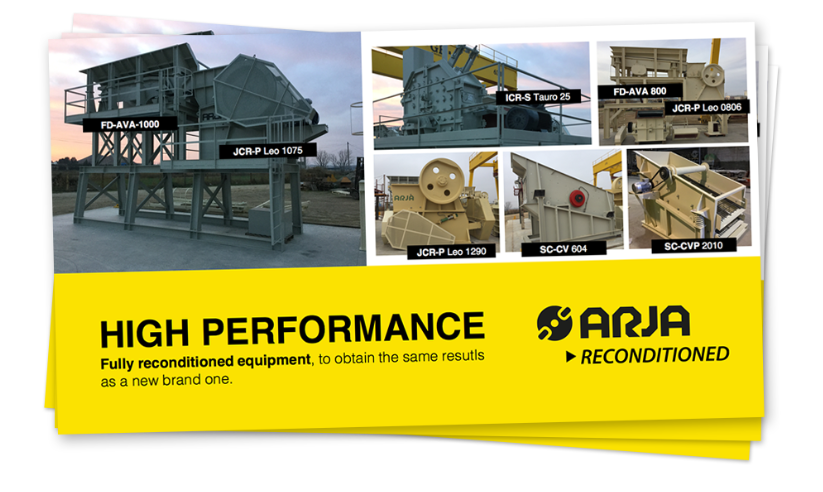 FD-AVA-1000
JCR-P Leo 1075
ICR-S Tauro 25
FD-AVA 800
JCR-P Leo 0806
ARJA
JCR-P Leo 1290
SC-CV 604
SC-CVP 2010
HIGH PERFORMANCE
Fully reconditioned equipment, to obtain the same resutls
as a new brand one.
ARJA
RECONDITIONED